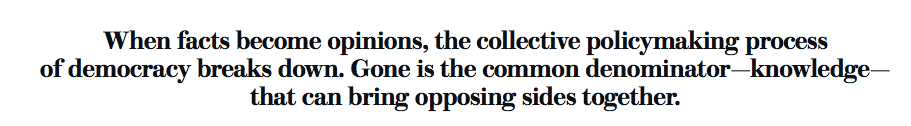 When facts become opinions, the collective policymaking process
of democracy breaks down. Gone is the common denominator—knowledge—
that can bring opposing sides together.